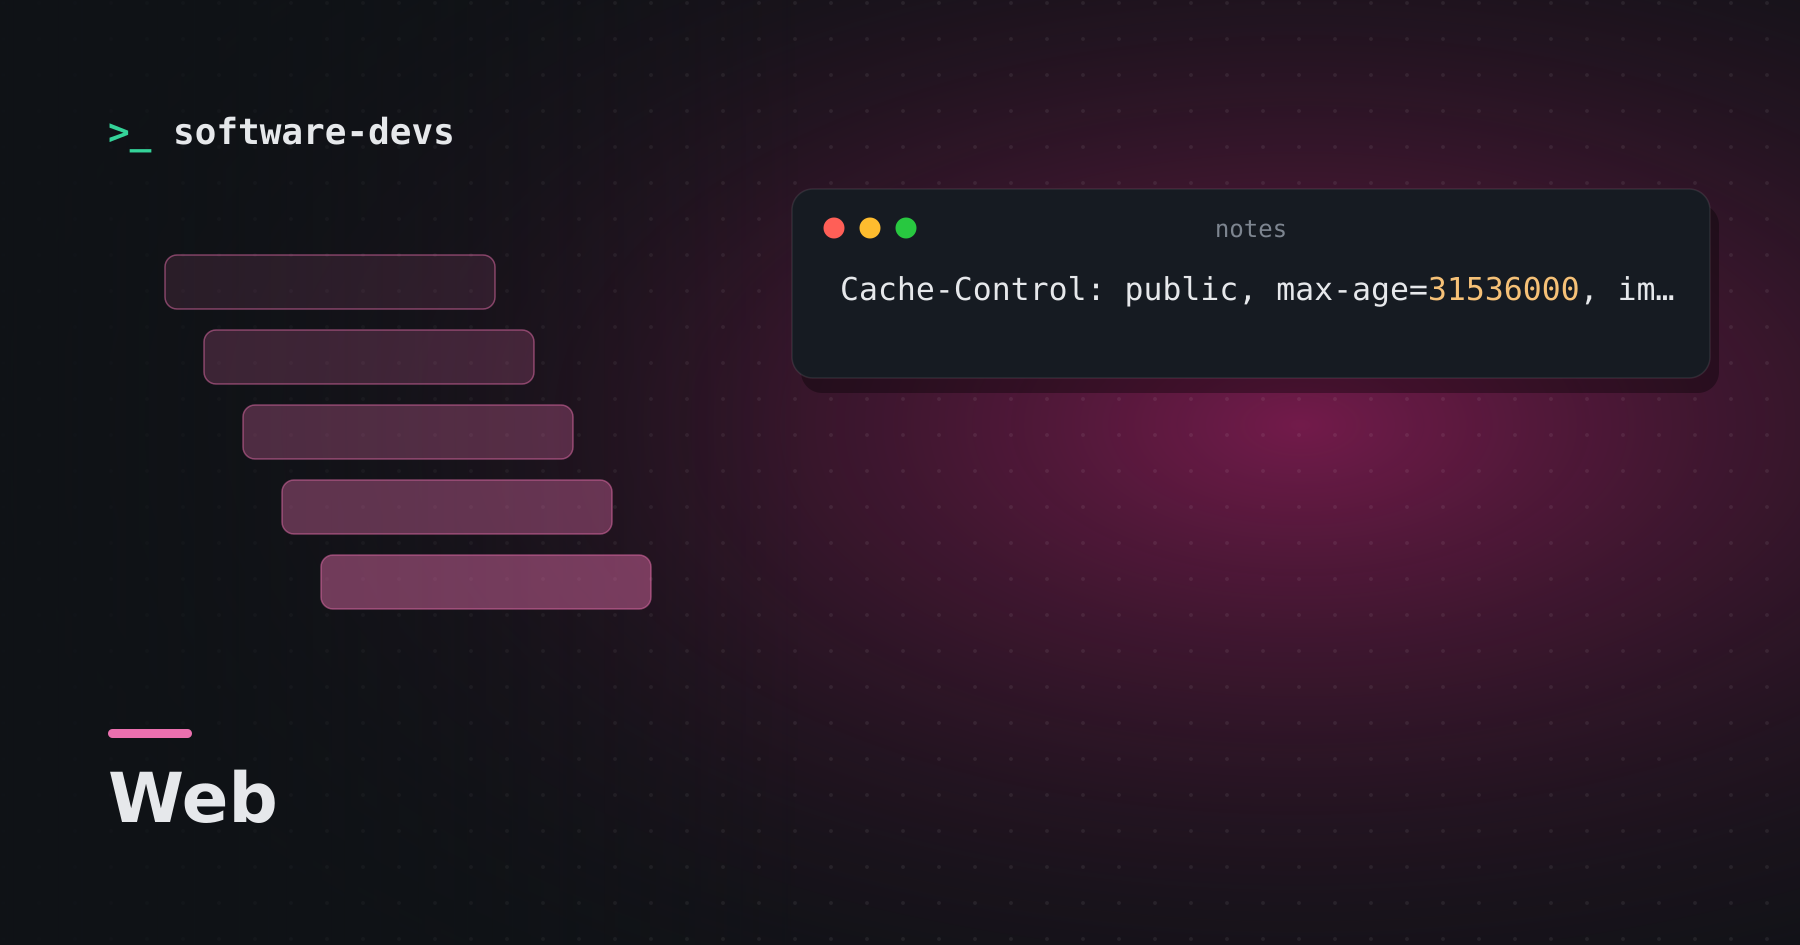 >_ software-devs
notes
Cache-Control: public, max-age=31536000, im…
Web